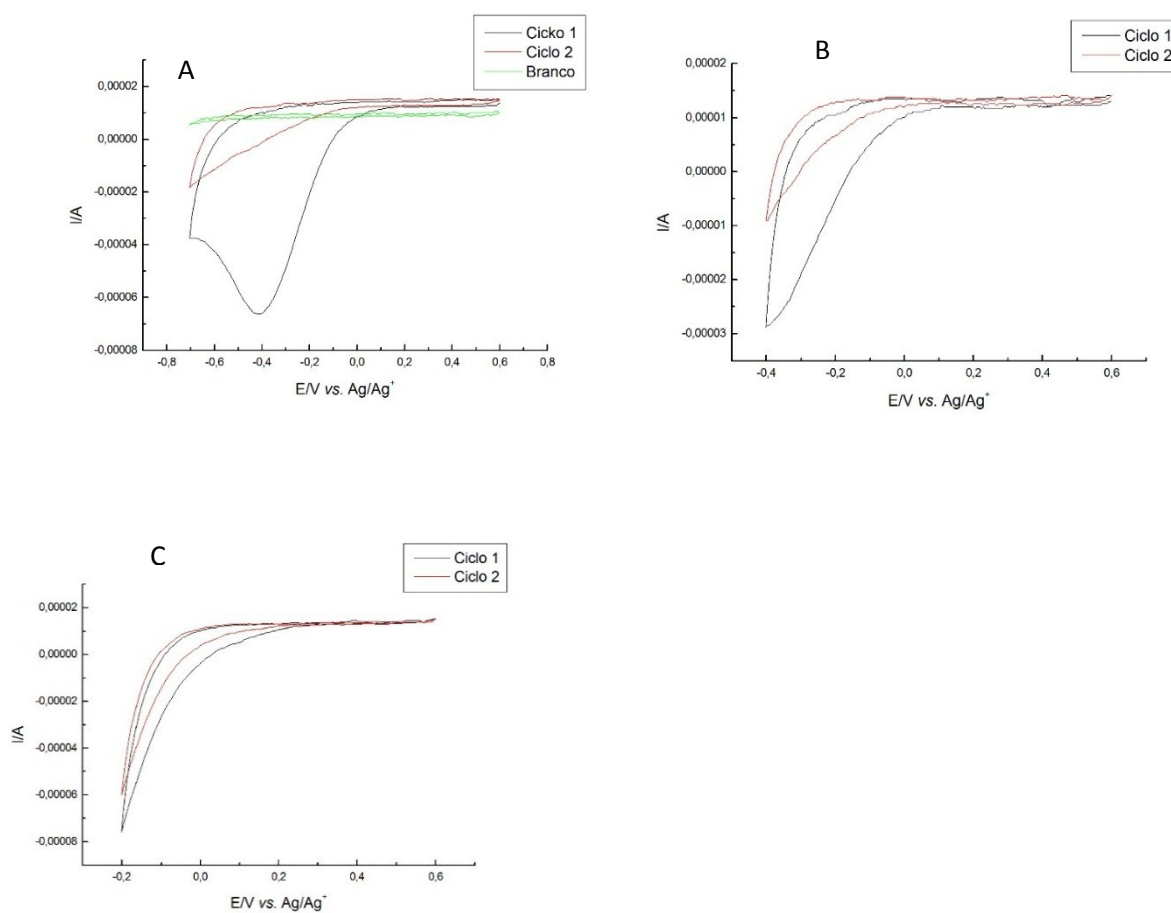 A
Cicko 1
Ciclo 2
Branco
0,00002
0,00000
-0,00002
-0,00004
-0,00006
-0,00008
I/A
-0,8 -0,6 -0,4 -0,2 0,0 0,2 0,4 0,6 0,8
E/V vs. Ag/Ag⁺
B
Ciclo 1
Ciclo 2
0,00002
0,00001
0,00000
-0,00001
-0,00002
-0,00003
I/A
-0,4 -0,2 0,0 0,2 0,4 0,6
E/V vs. Ag/Ag⁺
C
Ciclo 1
Ciclo 2
0,00002
0,00000
-0,00002
-0,00004
-0,00006
-0,00008
I/A
-0,2 0,0 0,2 0,4 0,6
E/V vs. Ag/Ag⁺